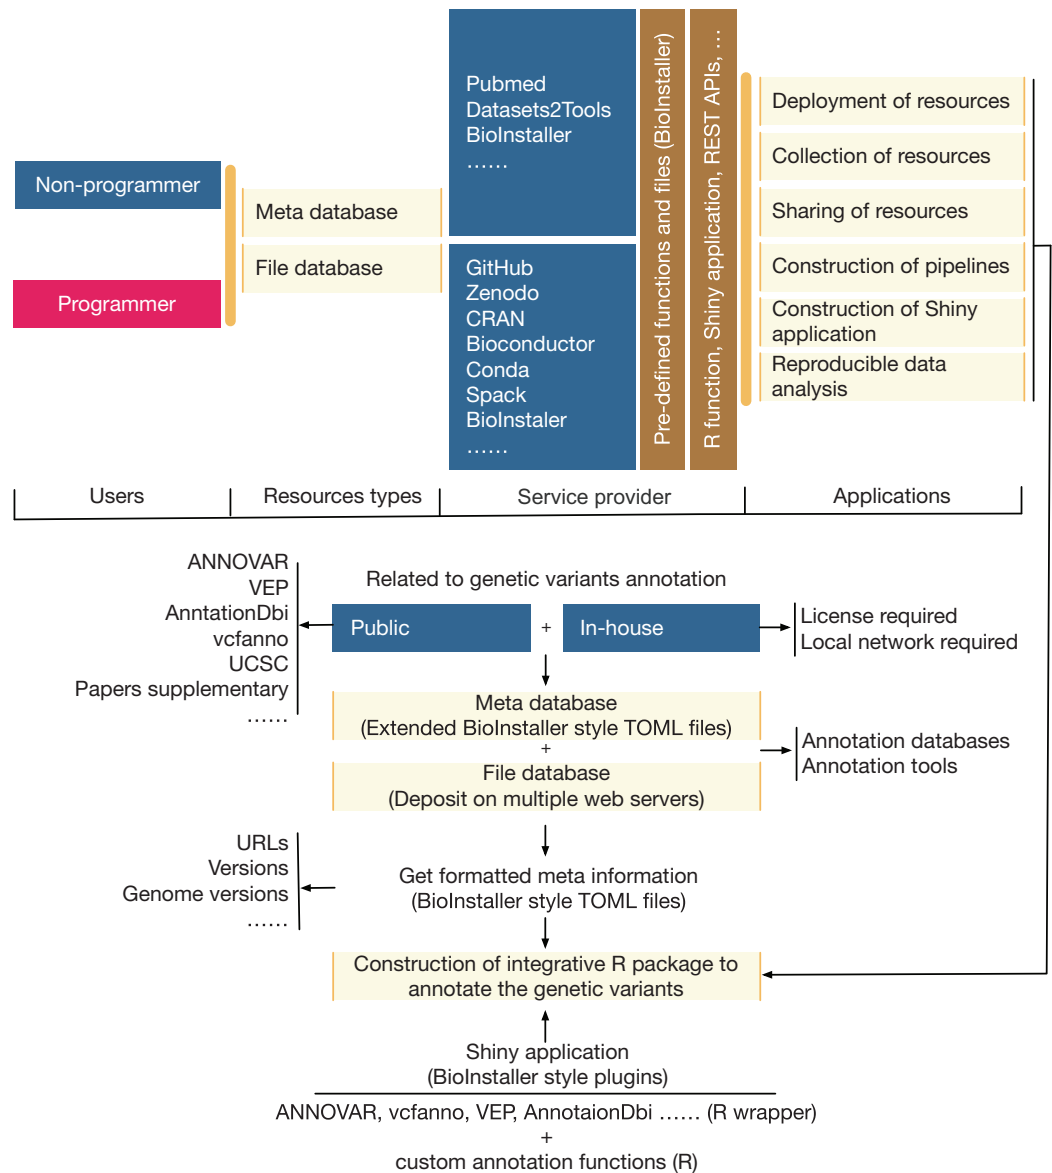 Non-programmer
Programmer
Meta database
File database
Pubmed
Datasets2Tools
BioInstaller
……
GitHub
Zenodo
CRAN
Bioconductor
Conda
Spack
BioInstaler
……
Pre-defined functions and files (BioInstaller)
R function, Shiny application, REST APIs, …
Deployment of resources
Collection of resources
Sharing of resources
Construction of pipelines
Construction of Shiny
application
Reproducible data
analysis
Users
Resources types
Service provider
Applications
ANNOVAR
VEP
AnntationDbi
vcfanno
UCSC
Papers supplementary
……
Related to genetic variants annotation
Public
+
In-house
License required
Local network required
Meta database
(Extended BioInstaller style TOML files)
+
File database
(Deposit on multiple web servers)
Annotation databases
Annotation tools
URLs
Versions
Genome versions
……
Get formatted meta information
(BioInstaller style TOML files)
Construction of integrative R package to
annotate the genetic variants
Shiny application
(BioInstaller style plugins)
ANNOVAR, vcfanno, VEP, AnnotaionDbi …… (R wrapper)
+
custom annotation functions (R)